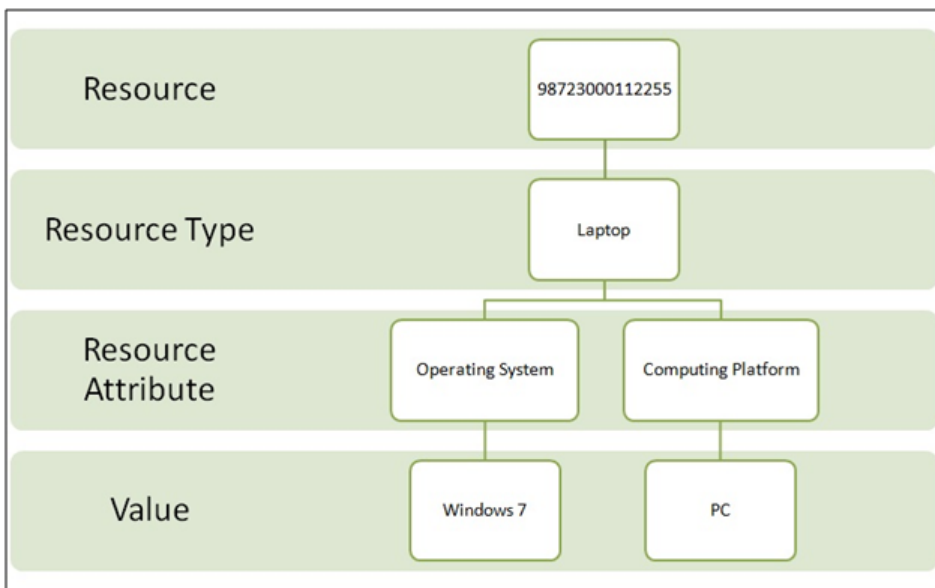 Resource
98723000112255
Resource Type
Laptop
Resource
Attribute
Operating System
Computing Platform
Value
Windows 7
PC